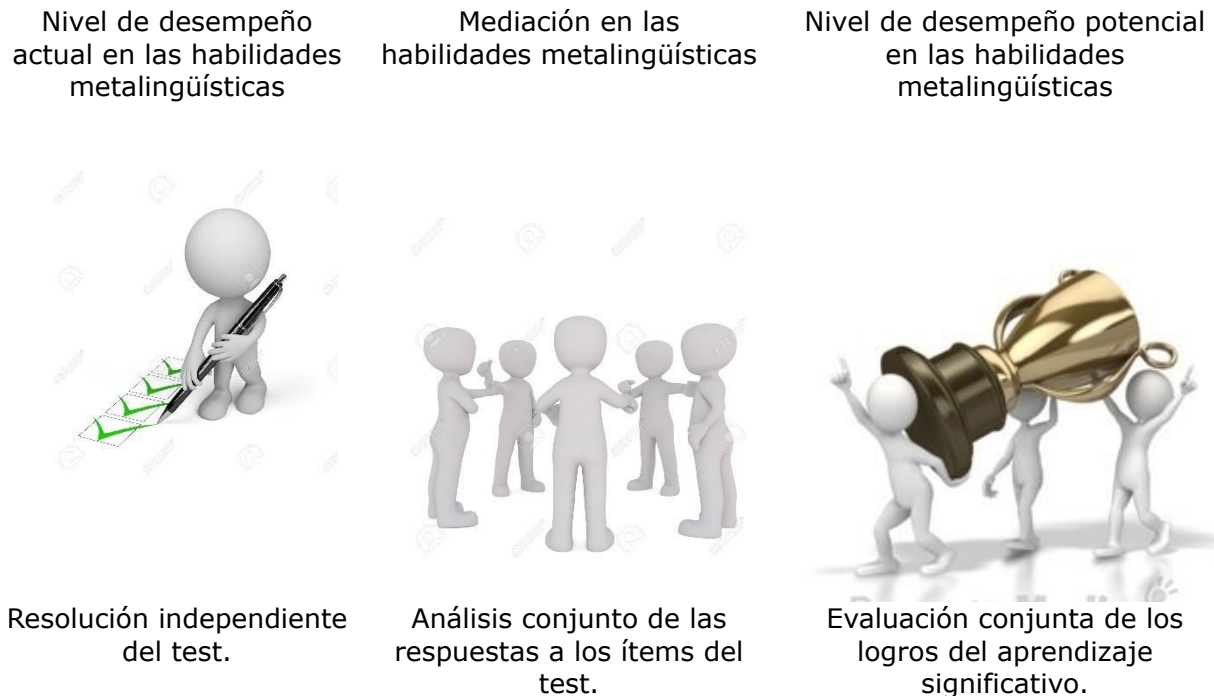 Nivel de desempeño
actual en las habilidades
metalingüísticas
Mediación en las
habilidades metalingüísticas
Nivel de desempeño potencial
en las habilidades
metalingüísticas
Resolución independiente
del test.
Análisis conjunto de las
respuestas a los ítems del
test.
Evaluación conjunta de los
logros del aprendizaje
significativo.